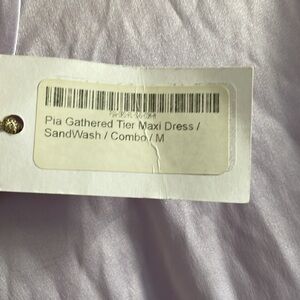 Pia Gathered Tier Maxi Dress /
SandWash / Combo / M